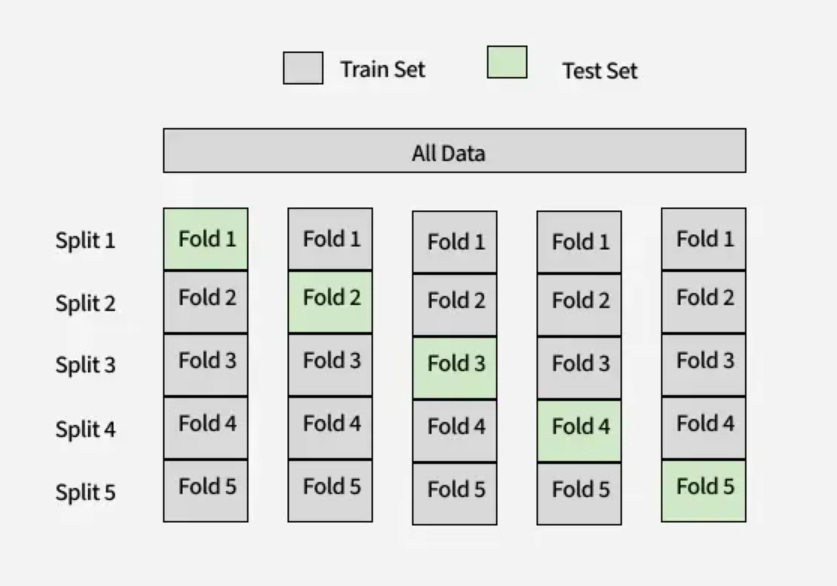 Train Set Test Set
All Data
Split 1 Fold 1 Fold 1 Fold 1 Fold 1 Fold 1
Split 2 Fold 2 Fold 2 Fold 2 Fold 2 Fold 2
Split 3 Fold 3 Fold 3 Fold 3 Fold 3 Fold 3
Split 4 Fold 4 Fold 4 Fold 4 Fold 4 Fold 4
Split 5 Fold 5 Fold 5 Fold 5 Fold 5 Fold 5